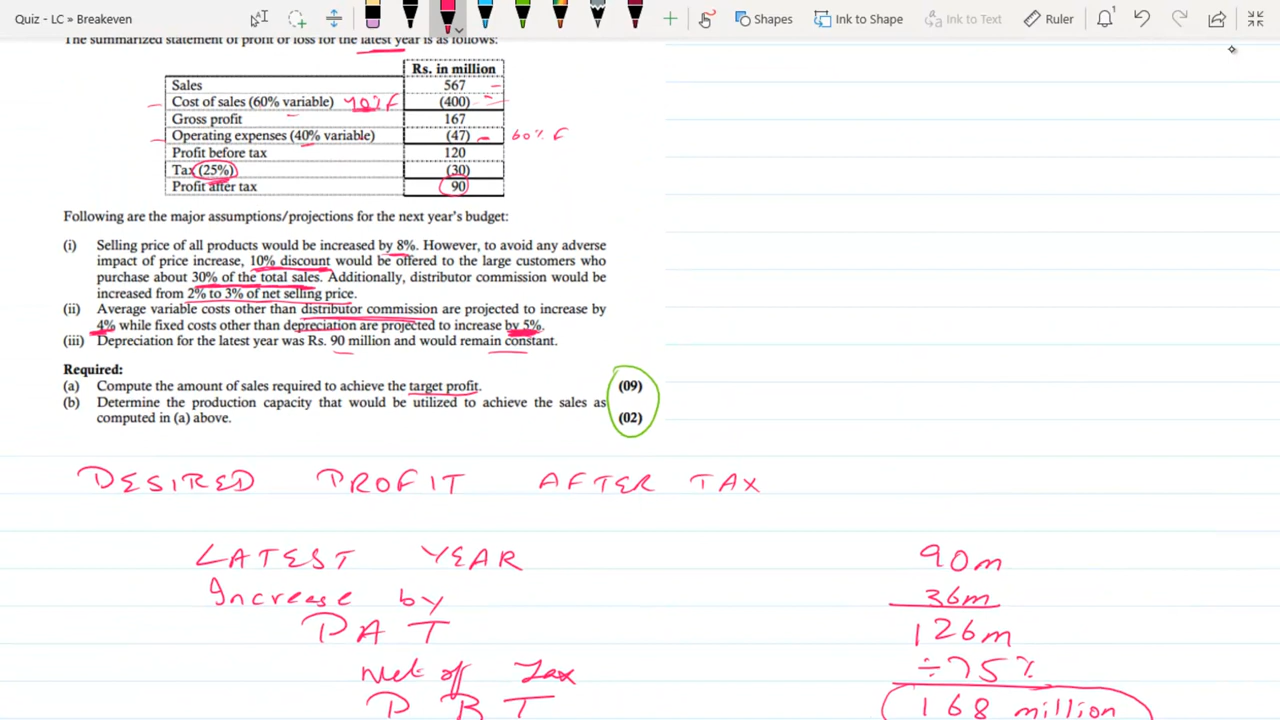 Quiz - LC » Breakeven
Shapes
Ink to Shape
Ink to Text
Ruler
The summarized statement of profit or loss for the latest year is as follows:
Rs. in million
Sales 567
Cost of sales (60% variable) 40% F (400)
Gross profit 167
Operating expenses (40% variable) (47) 60% F
Profit before tax 120
Tax (25%) (30)
Profit after tax 90
Following are the major assumptions/projections for the next year's budget:
(i) Selling price of all products would be increased by 8%. However, to avoid any adverse
impact of price increase, 10% discount would be offered to the large customers who
purchase about 30% of the total sales. Additionally, distributor commission would be
increased from 2% to 3% of net selling price.
(ii) Average variable costs other than distributor commission are projected to increase by
4% while fixed costs other than depreciation are projected to increase by 5%.
(iii) Depreciation for the latest year was Rs. 90 million and would remain constant.
Required:
(a) Compute the amount of sales required to achieve the target profit. (09)
(b) Determine the production capacity that would be utilized to achieve the sales as
computed in (a) above. (02)
DESIRED PROFIT AFTER TAX
LATEST YEAR 90m
Increase by 36m
PAT 126m
Net off Tax ÷75%
PBT 168 million